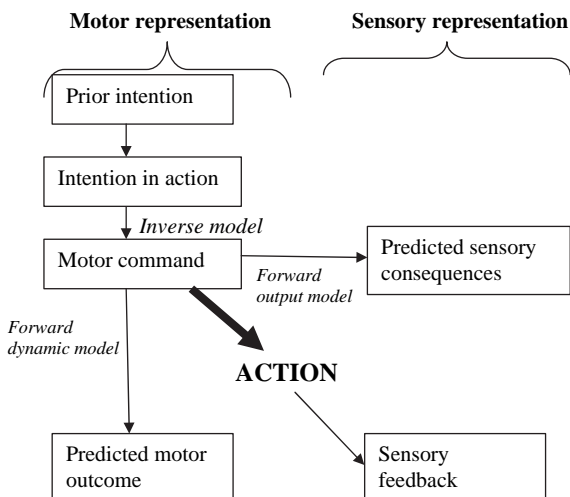 Motor representation
Sensory representation
Prior intention
Intention in action
Inverse model
Motor command
Predicted sensory
consequences
Forward
output model
Forward
dynamic model
ACTION
Predicted motor
outcome
Sensory
feedback